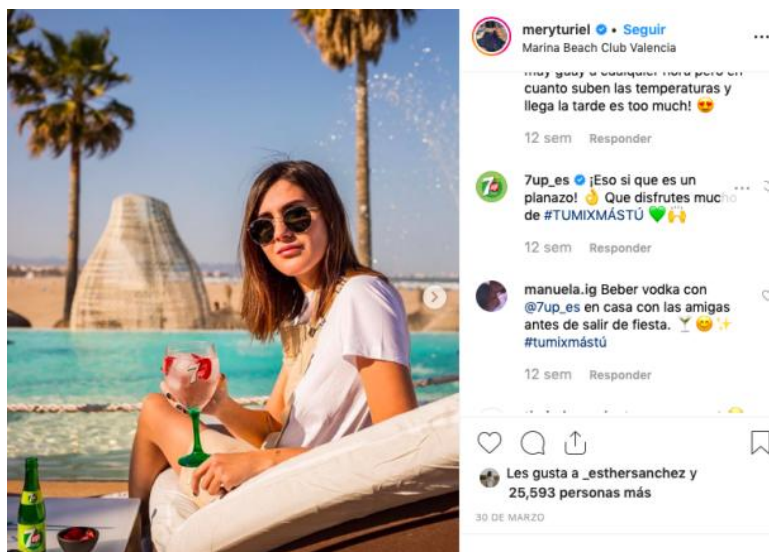 meryturiel • Seguir
Marina Beach Club Valencia
muy guay a cualquier hora pero en
cuanto suben las temperaturas y
llega la tarde es too much! 😍
12 sem Responder
7up_es ¡Eso si que es un
planazo! 👌 Que disfrutes mucho
de #TUMIXMÁSTÚ 💚🙌
12 sem Responder
manuela.ig Beber vodka con
@7up_es en casa con las amigas
antes de salir de fiesta. 🍸😊✨
#tumixmástú
12 sem Responder
Les gusta a _esthersanchez y
25,593 personas más
30 DE MARZO